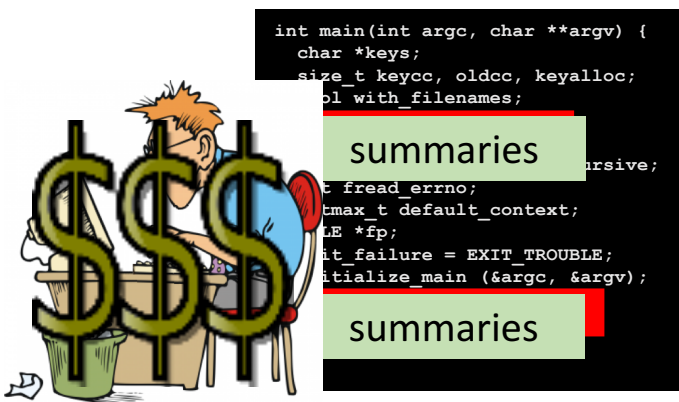 int main(int argc, char **argv) {
char *keys;
size_t keycc, oldcc, keyalloc;
ol with_filenames;
summaries
ursive;
t fread_errno;
tmax_t default_context;
LE *fp;
it_failure = EXIT_TROUBLE;
itialize_main (&argc, &argv);
summaries
$$$